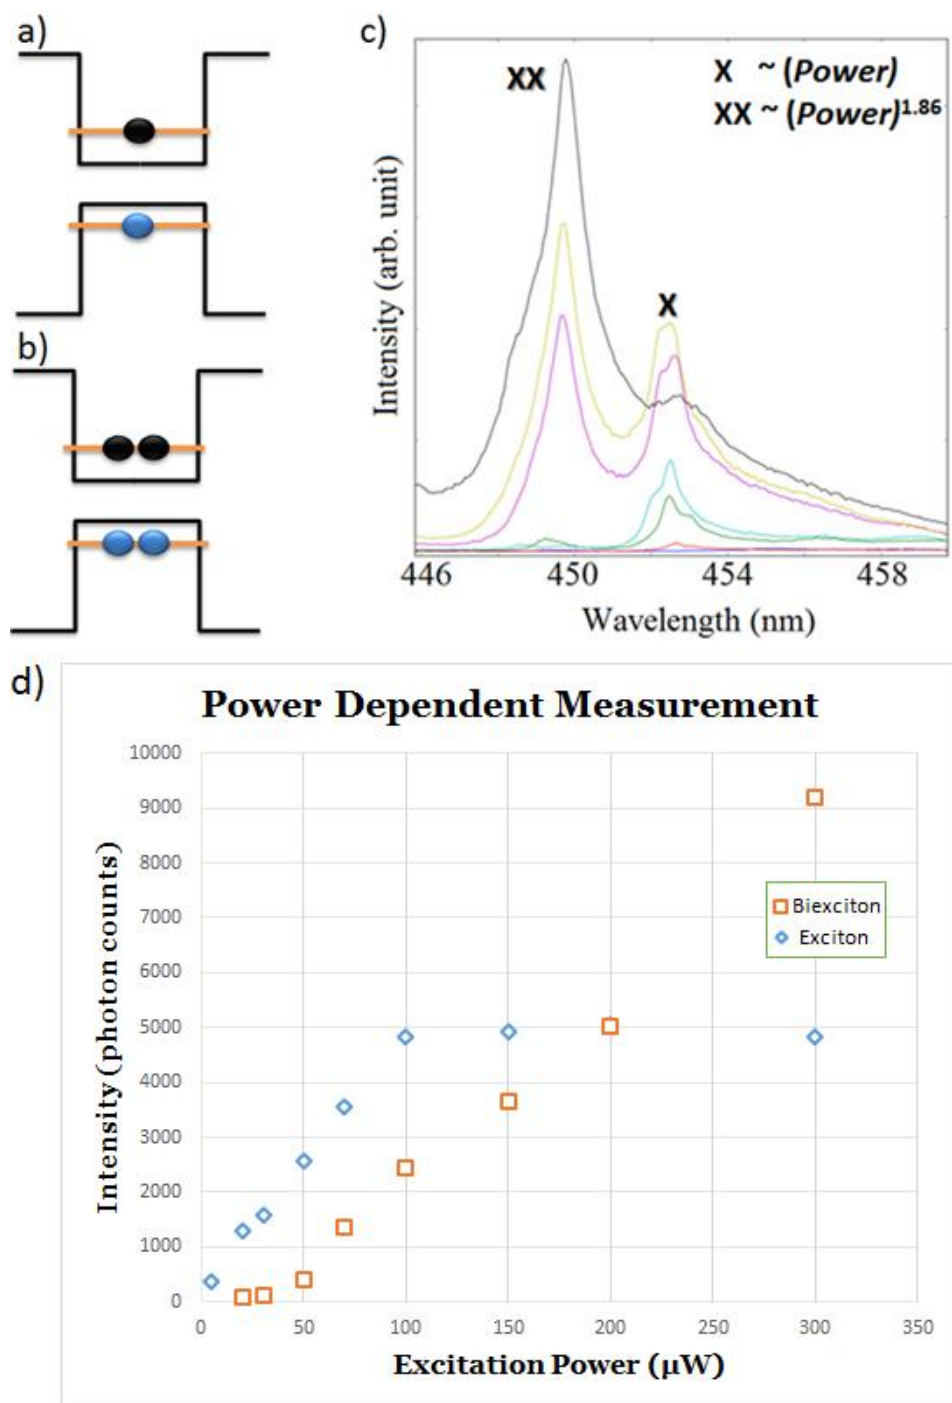 a)
b)
c)
XX
X
X ~ (Power)
XX ~ (Power)^1.86
Intensity (arb. unit)
446 450 454 458
Wavelength (nm)
d)
Power Dependent Measurement
10000
9000
8000
7000
6000
5000
4000
3000
2000
1000
0
Intensity (photon counts)
Biexciton
Exciton
0 50 100 150 200 250 300 350
Excitation Power (µW)